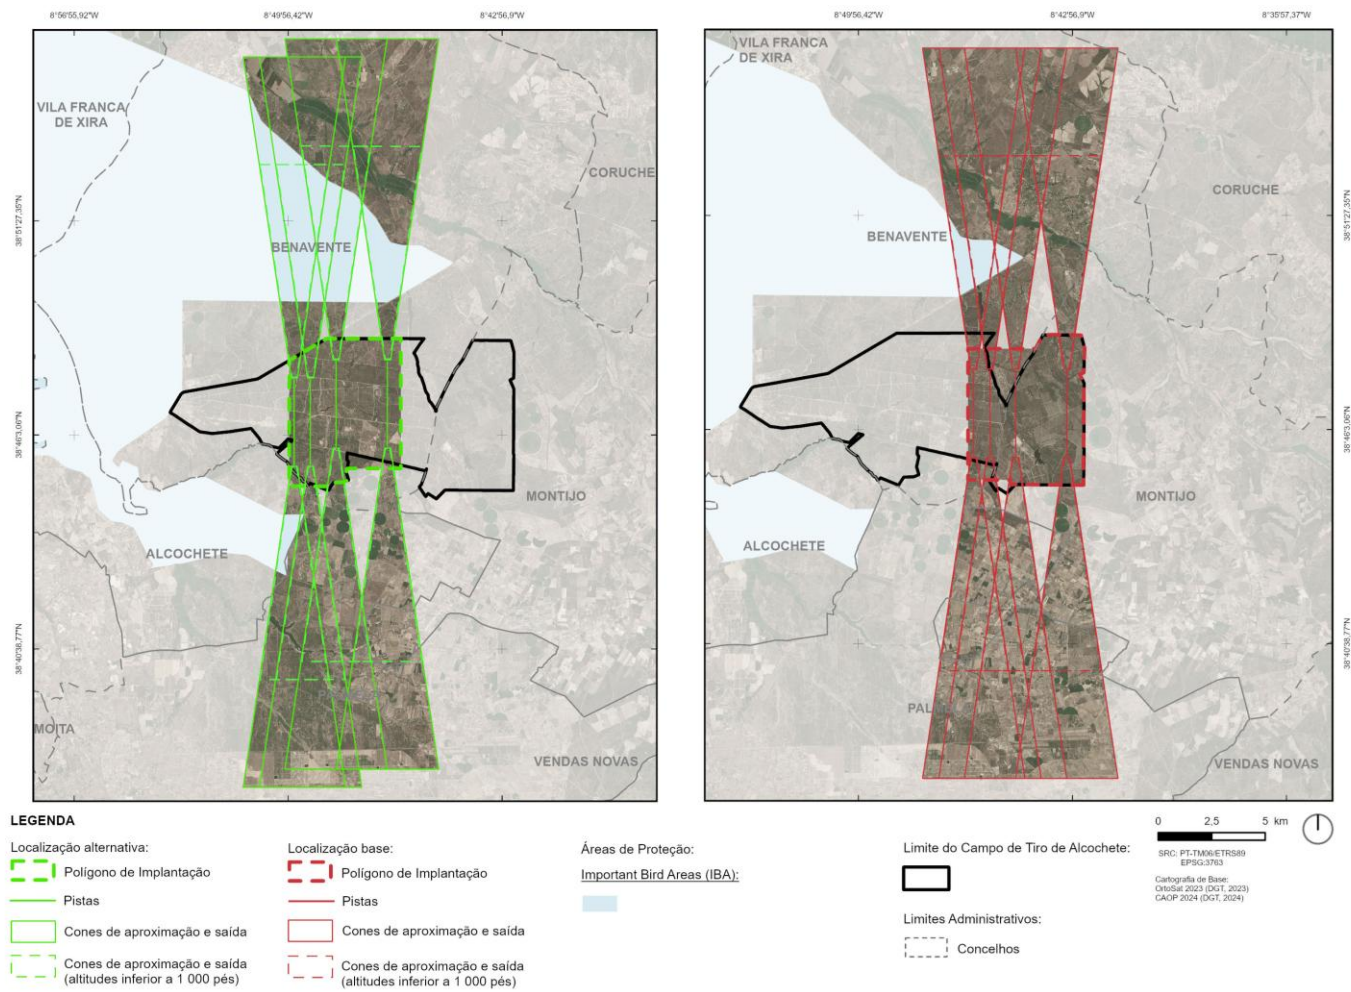 8°56'55,92"W
8°49'56,42"W
8°42'56,9"W
8°49'56,42"W
8°42'56,9"W
8°35'57,37"W
VILA FRANCA
DE XIRA
CORUCHE
BENAVENTE
MONTIJO
ALCOCHETE
MOITA
VENDAS NOVAS
38°51'27,35"N
38°46'3,06"N
38°40'38,77"N
VILA FRANCA
DE XIRA
CORUCHE
BENAVENTE
MONTIJO
ALCOCHETE
VENDAS NOVAS
38°51'27,35"N
38°46'3,06"N
38°40'38,77"N
LEGENDA
Localização alternativa:
Polígono de Implantação
Pistas
Cones de aproximação e saída
Cones de aproximação e saída
(altitudes inferior a 1 000 pés)
Localização base:
Polígono de Implantação
Pistas
Cones de aproximação e saída
Cones de aproximação e saída
(altitudes inferior a 1 000 pés)
Áreas de Proteção:
Important Bird Areas (IBA):
Limite do Campo de Tiro de Alcochete:
Limites Administrativos:
Concelhos
0 2,5 5 km
SRC: PT-TM06/ETRS89
EPSG:3763
Cartografia de Base:
OrtoSat 2023 (DGT, 2023)
CAOP 2024 (DGT, 2024)